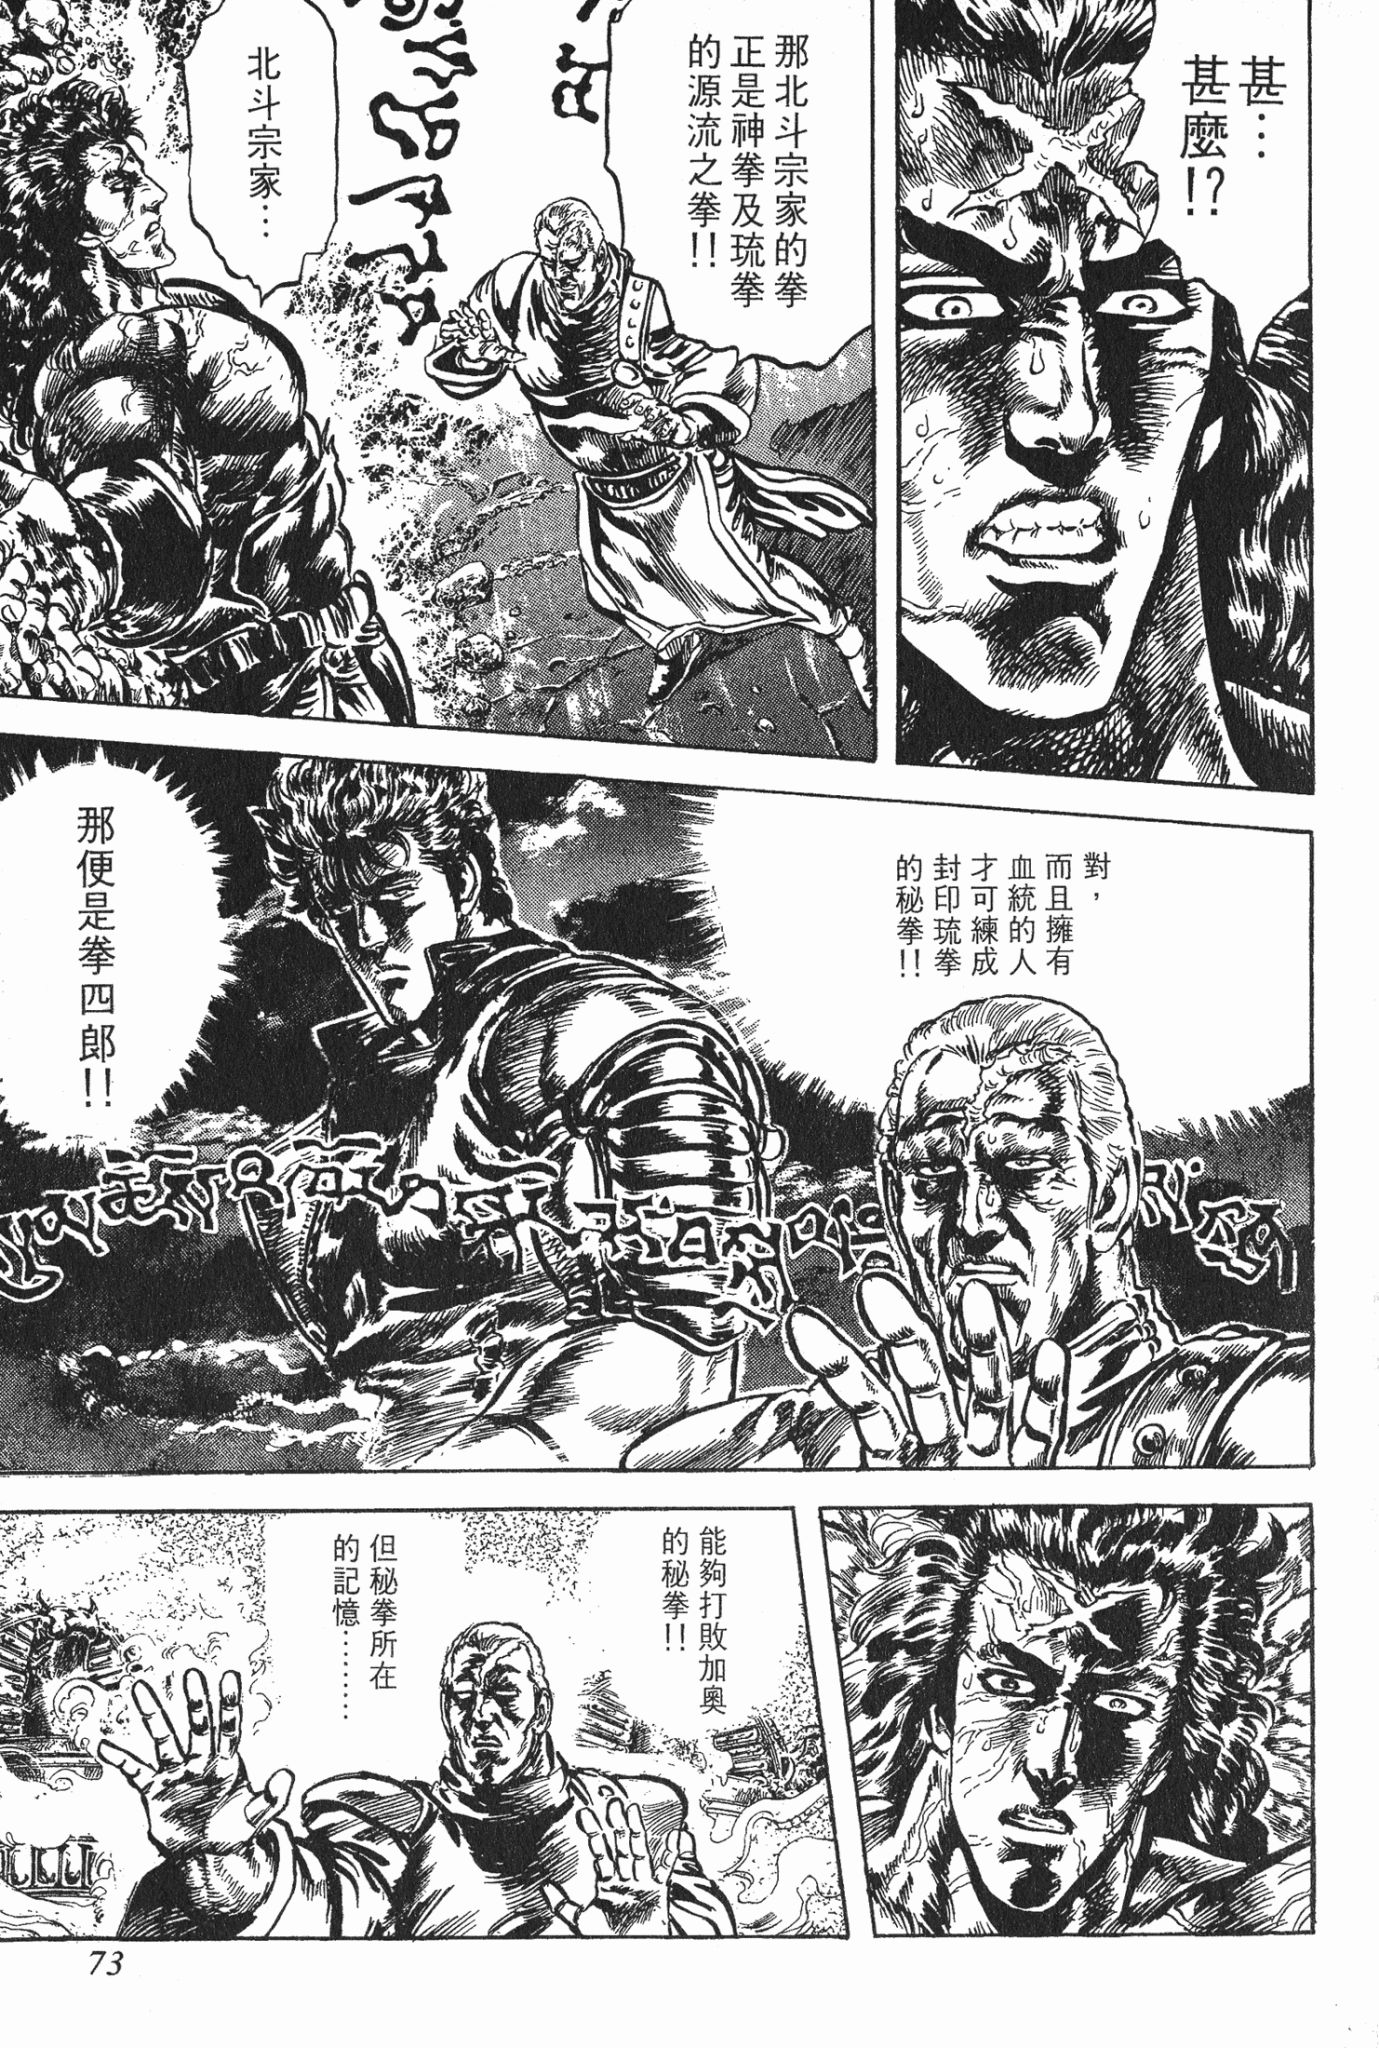 甚…
甚麼!?
那北斗宗家的拳
正是神拳及琉拳
的源流之拳!!
北斗宗家…
對，
而且擁有
血統的人
才可練成
封印琉拳
的秘拳!!
那便是拳四郎!!
能夠打敗加奧
的秘拳!!
但秘拳所在
的記憶………
73